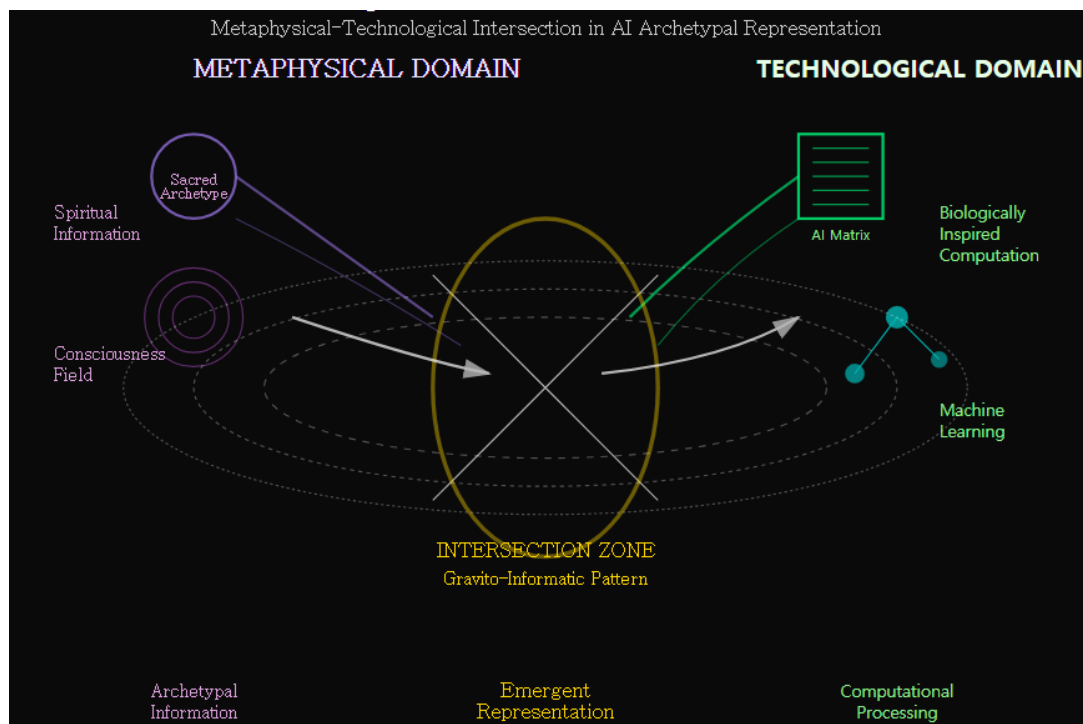 Metaphysical-Technological Intersection in AI Archetypal Representation
METAPHYSICAL DOMAIN
TECHNOLOGICAL DOMAIN
Sacred
Archetype
Spiritual
Information
AI Matrix
Biologically
Inspired
Computation
Consciousness
Field
Machine
Learning
INTERSECTION ZONE
Gravito-Informatic Pattern
Archetypal
Information
Emergent
Representation
Computational
Processing